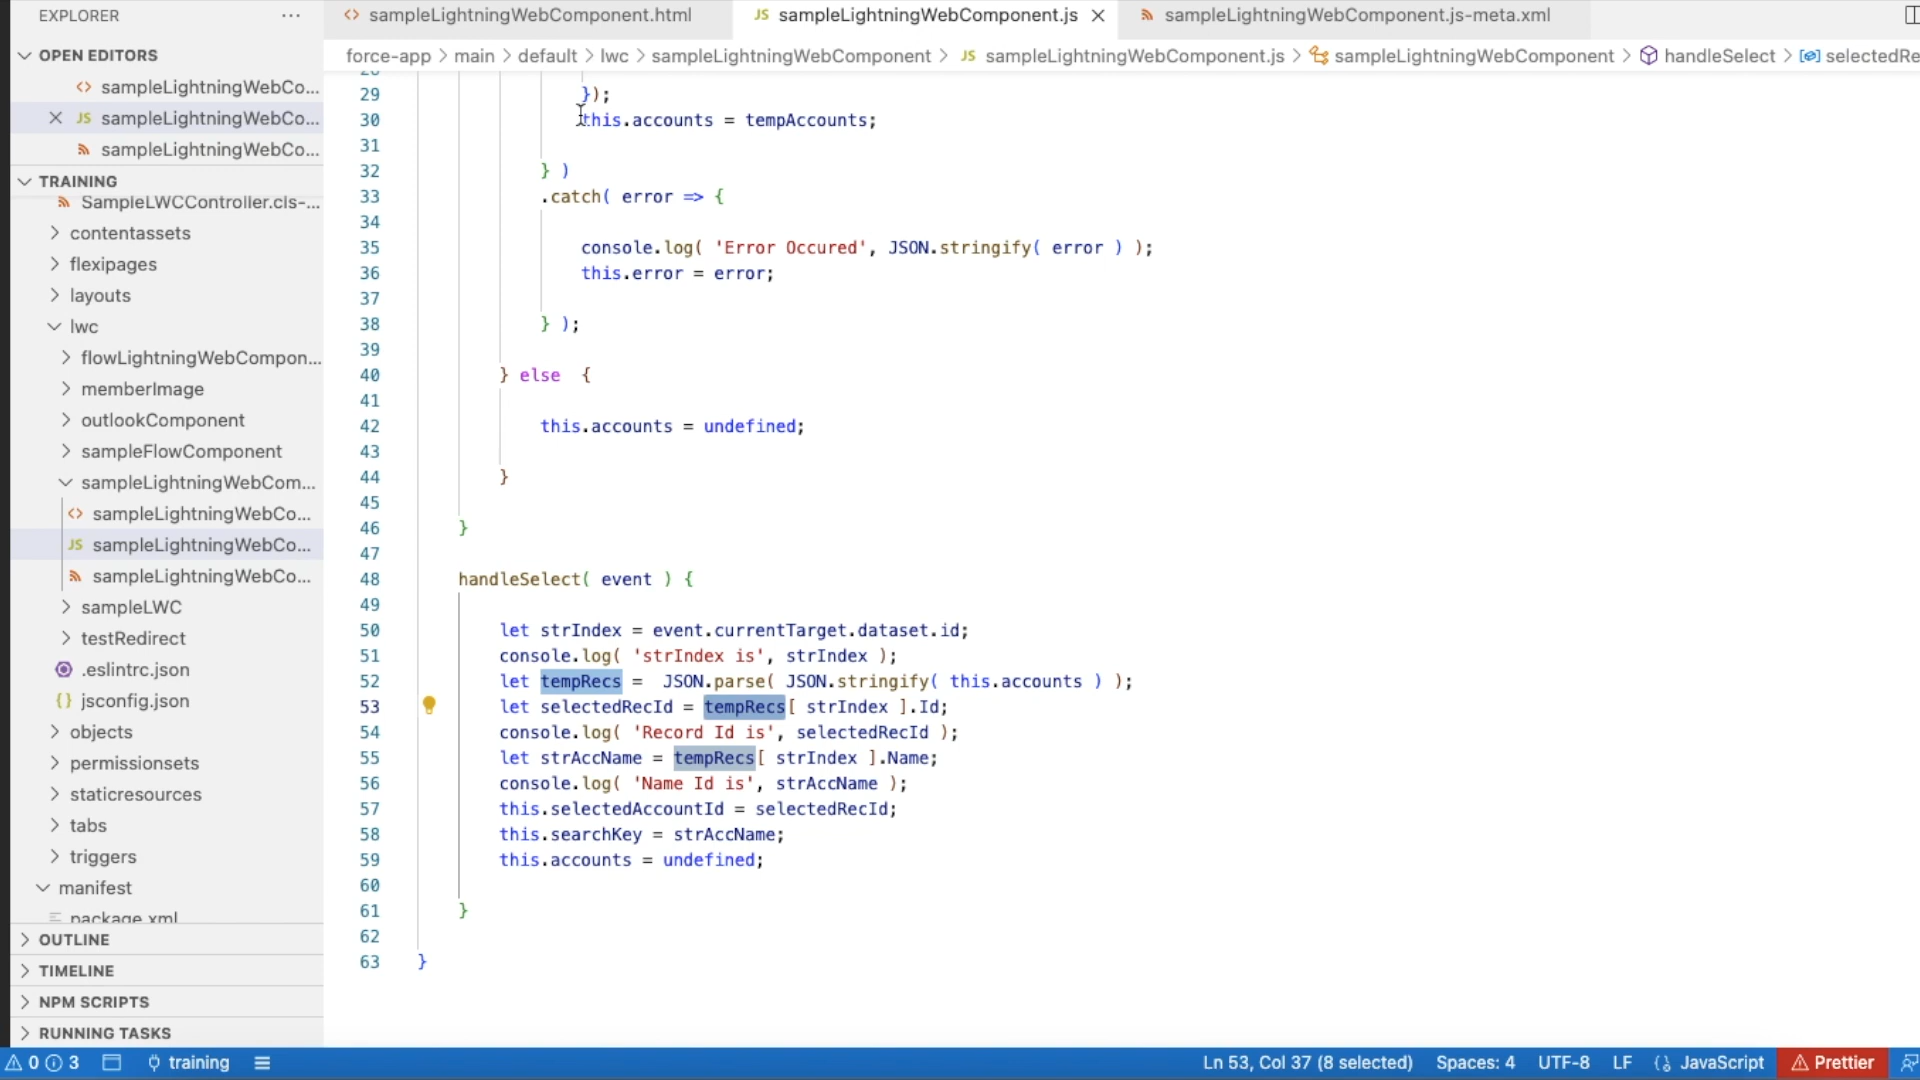 EXPLORER
···
OPEN EDITORS
sampleLightningWebCo...
JS sampleLightningWebCo...
sampleLightningWebCo...
TRAINING
SampleLWCController.cls-...
contentassets
flexipages
layouts
lwc
flowLightningWebCompon...
memberImage
outlookComponent
sampleFlowComponent
sampleLightningWebCom...
sampleLightningWebCo...
JS sampleLightningWebCo...
sampleLightningWebCo...
sampleLWC
testRedirect
.eslintrc.json
{} jsconfig.json
objects
permissionsets
staticresources
tabs
triggers
manifest
package.xml
OUTLINE
TIMELINE
NPM SCRIPTS
RUNNING TASKS
sampleLightningWebComponent.html
JS sampleLightningWebComponent.js
sampleLightningWebComponent.js-meta.xml
force-app > main > default > lwc > sampleLightningWebComponent > JS sampleLightningWebComponent.js > sampleLightningWebComponent > handleSelect > selectedRe
28
29 });
30 this.accounts = tempAccounts;
31
32 } )
33 .catch( error => {
34
35 console.log( 'Error Occured', JSON.stringify( error ) );
36 this.error = error;
37
38 } );
39
40 } else  {
41
42 this.accounts = undefined;
43
44 }
45
46 }
47
48 handleSelect( event ) {
49
50 let strIndex = event.currentTarget.dataset.id;
51 console.log( 'strIndex is', strIndex );
52 let tempRecs =  JSON.parse( JSON.stringify( this.accounts ) );
53 let selectedRecId = tempRecs[ strIndex ].Id;
54 console.log( 'Record Id is', selectedRecId );
55 let strAccName = tempRecs[ strIndex ].Name;
56 console.log( 'Name Id is', strAccName );
57 this.selectedAccountId = selectedRecId;
58 this.searchKey = strAccName;
59 this.accounts = undefined;
60
61 }
62
63 }
0 3 training Ln 53, Col 37 (8 selected) Spaces: 4 UTF-8 LF {} JavaScript Prettier